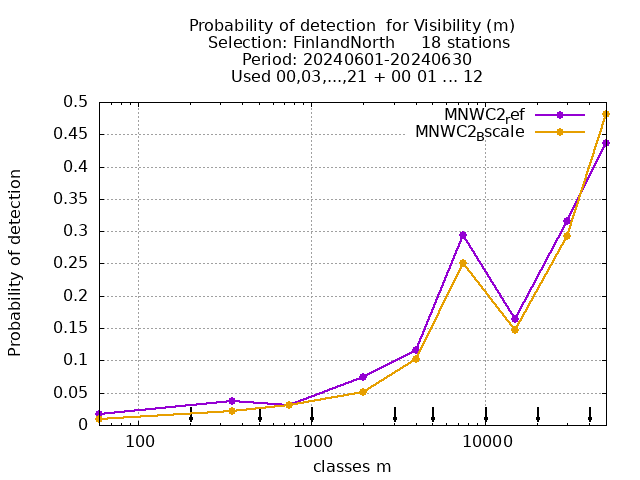 Probability of detection  for Visibility (m)
Selection: FinlandNorth     18 stations
Period: 20240601-20240630
Used 00,03,...,21 + 00 01 ... 12
MNWC2ref
MNWC2Bscale
0.5
0.45
0.4
0.35
0.3
0.25
0.2
0.15
0.1
0.05
0
Probability of detection
100 1000 10000
classes m